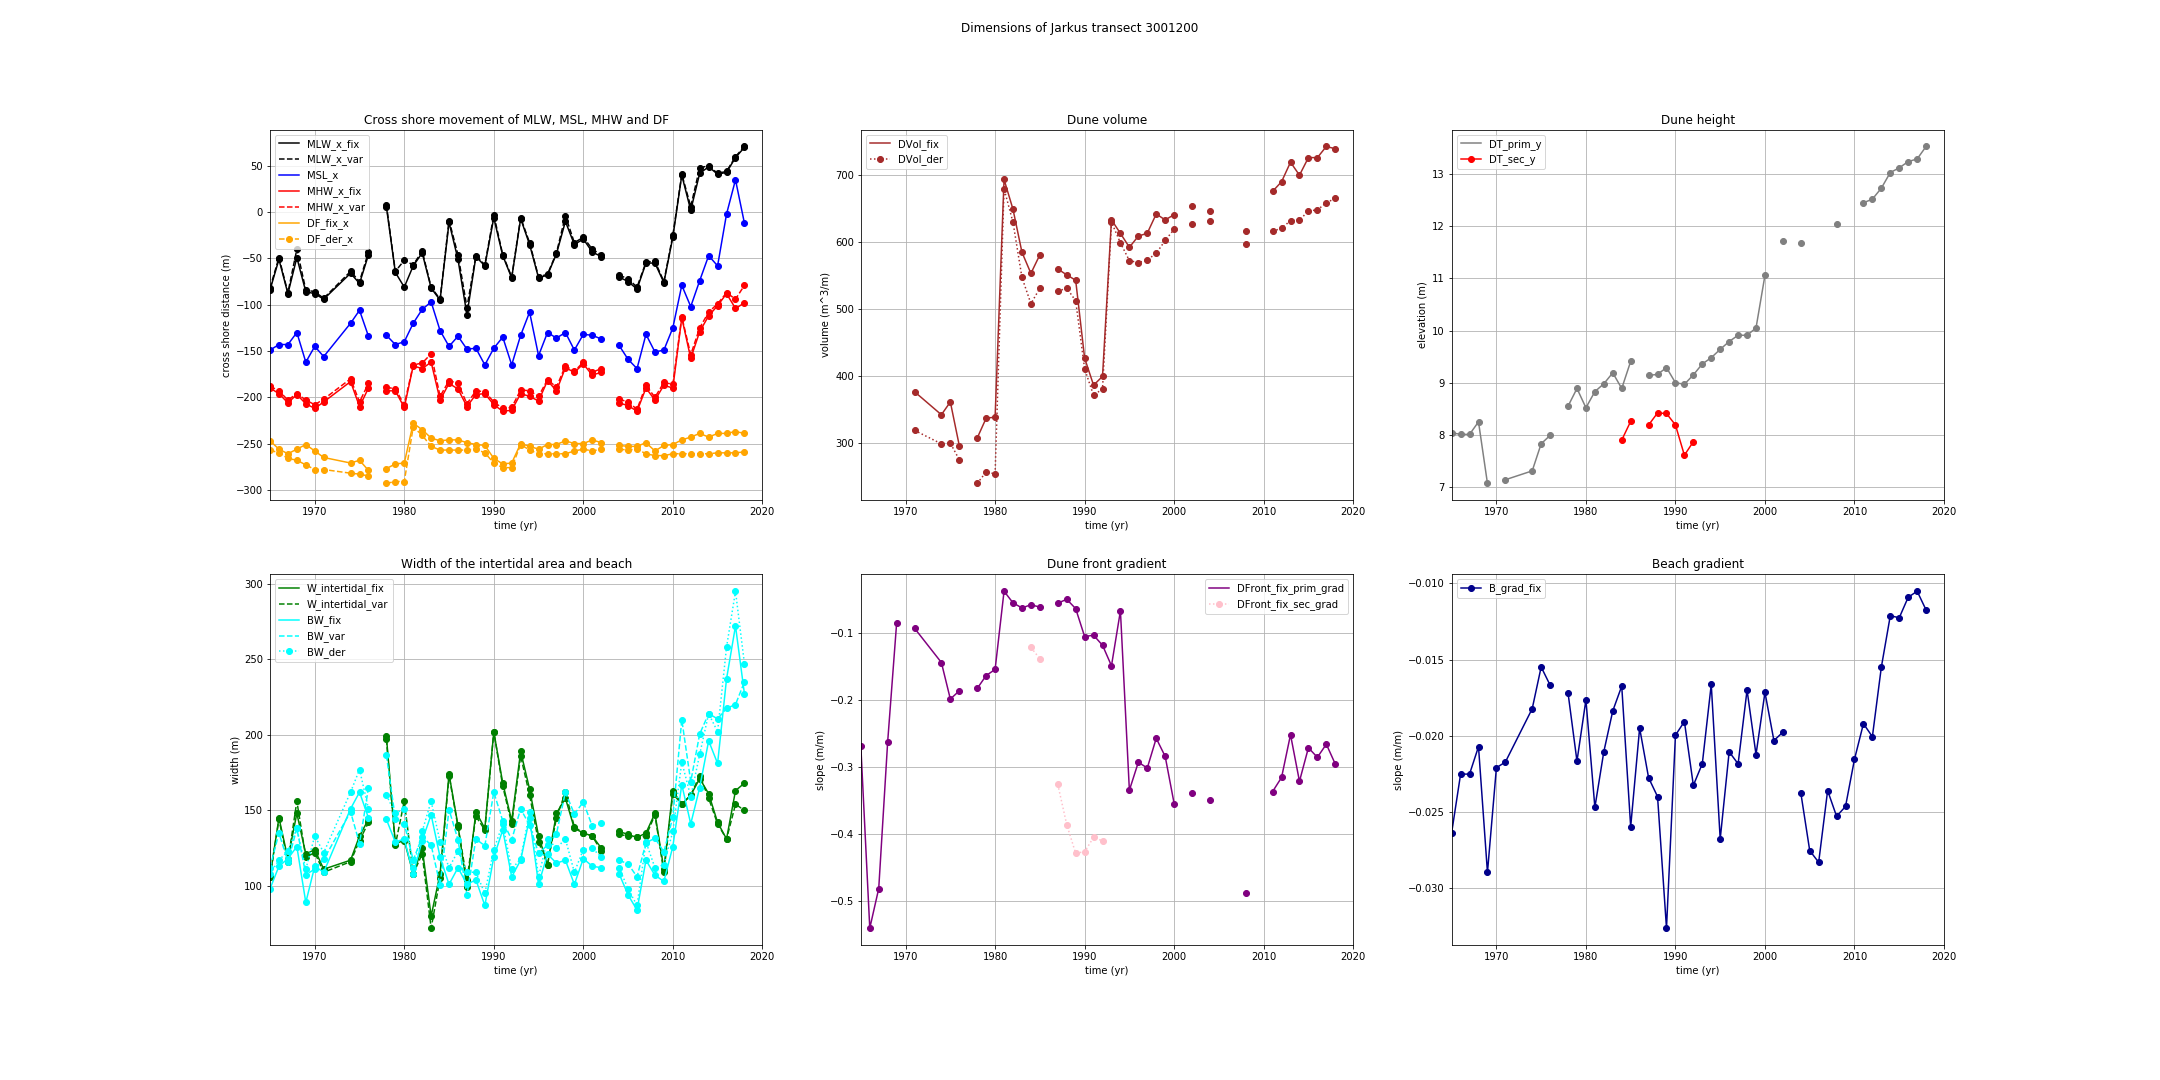 Dimensions of Jarkus transect 3001200
Cross shore movement of MLW, MSL, MHW and DF
MLW_x_fix
MLW_x_var
MSL_x
MHW_x_fix
MHW_x_var
DF_fix_x
DF_der_x
50
0
−50
−100
−150
−200
−250
−300
cross shore distance (m)
1970
1980
1990
2000
2010
2020
time (yr)
Dune volume
DVol_fix
DVol_der
700
600
500
400
300
volume (m^3/m)
1970
1980
1990
2000
2010
2020
time (yr)
Dune height
DT_prim_y
DT_sec_y
13
12
11
10
9
8
7
elevation (m)
1970
1980
1990
2000
2010
2020
time (yr)
Width of the intertidal area and beach
W_intertidal_fix
W_intertidal_var
BW_fix
BW_var
BW_der
300
250
200
150
100
width (m)
1970
1980
1990
2000
2010
2020
time (yr)
Dune front gradient
DFront_fix_prim_grad
DFront_fix_sec_grad
−0.1
−0.2
−0.3
−0.4
−0.5
slope (m/m)
1970
1980
1990
2000
2010
2020
time (yr)
Beach gradient
B_grad_fix
−0.010
−0.015
−0.020
−0.025
−0.030
slope (m/m)
1970
1980
1990
2000
2010
2020
time (yr)